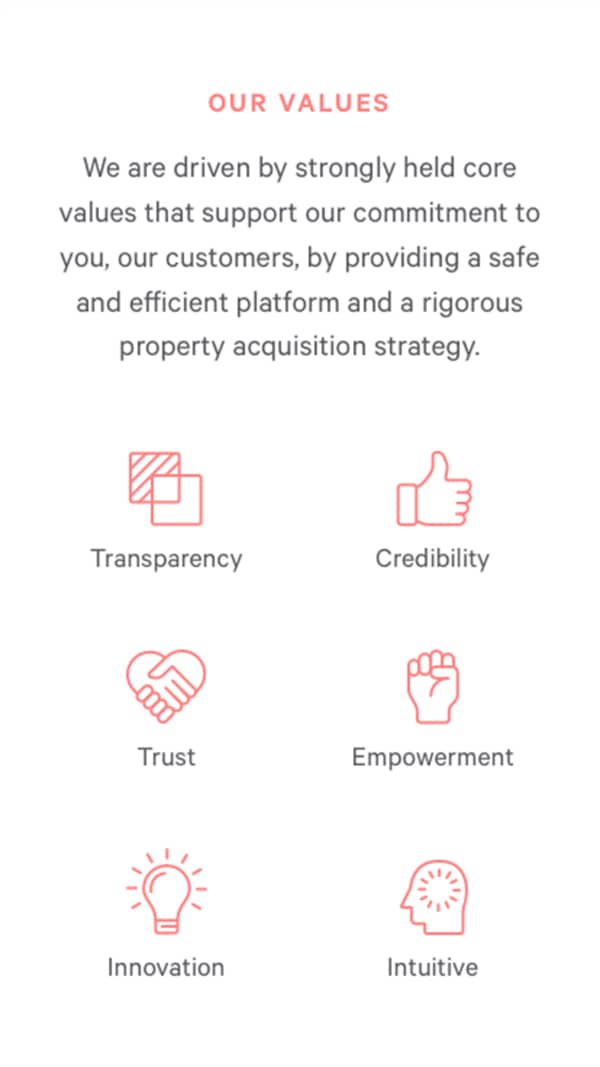 OUR VALUES
We are driven by strongly held core
values that support our commitment to
you, our customers, by providing a safe
and efficient platform and a rigorous
property acquisition strategy.
Transparency
Credibility
Trust
Empowerment
Innovation
Intuitive